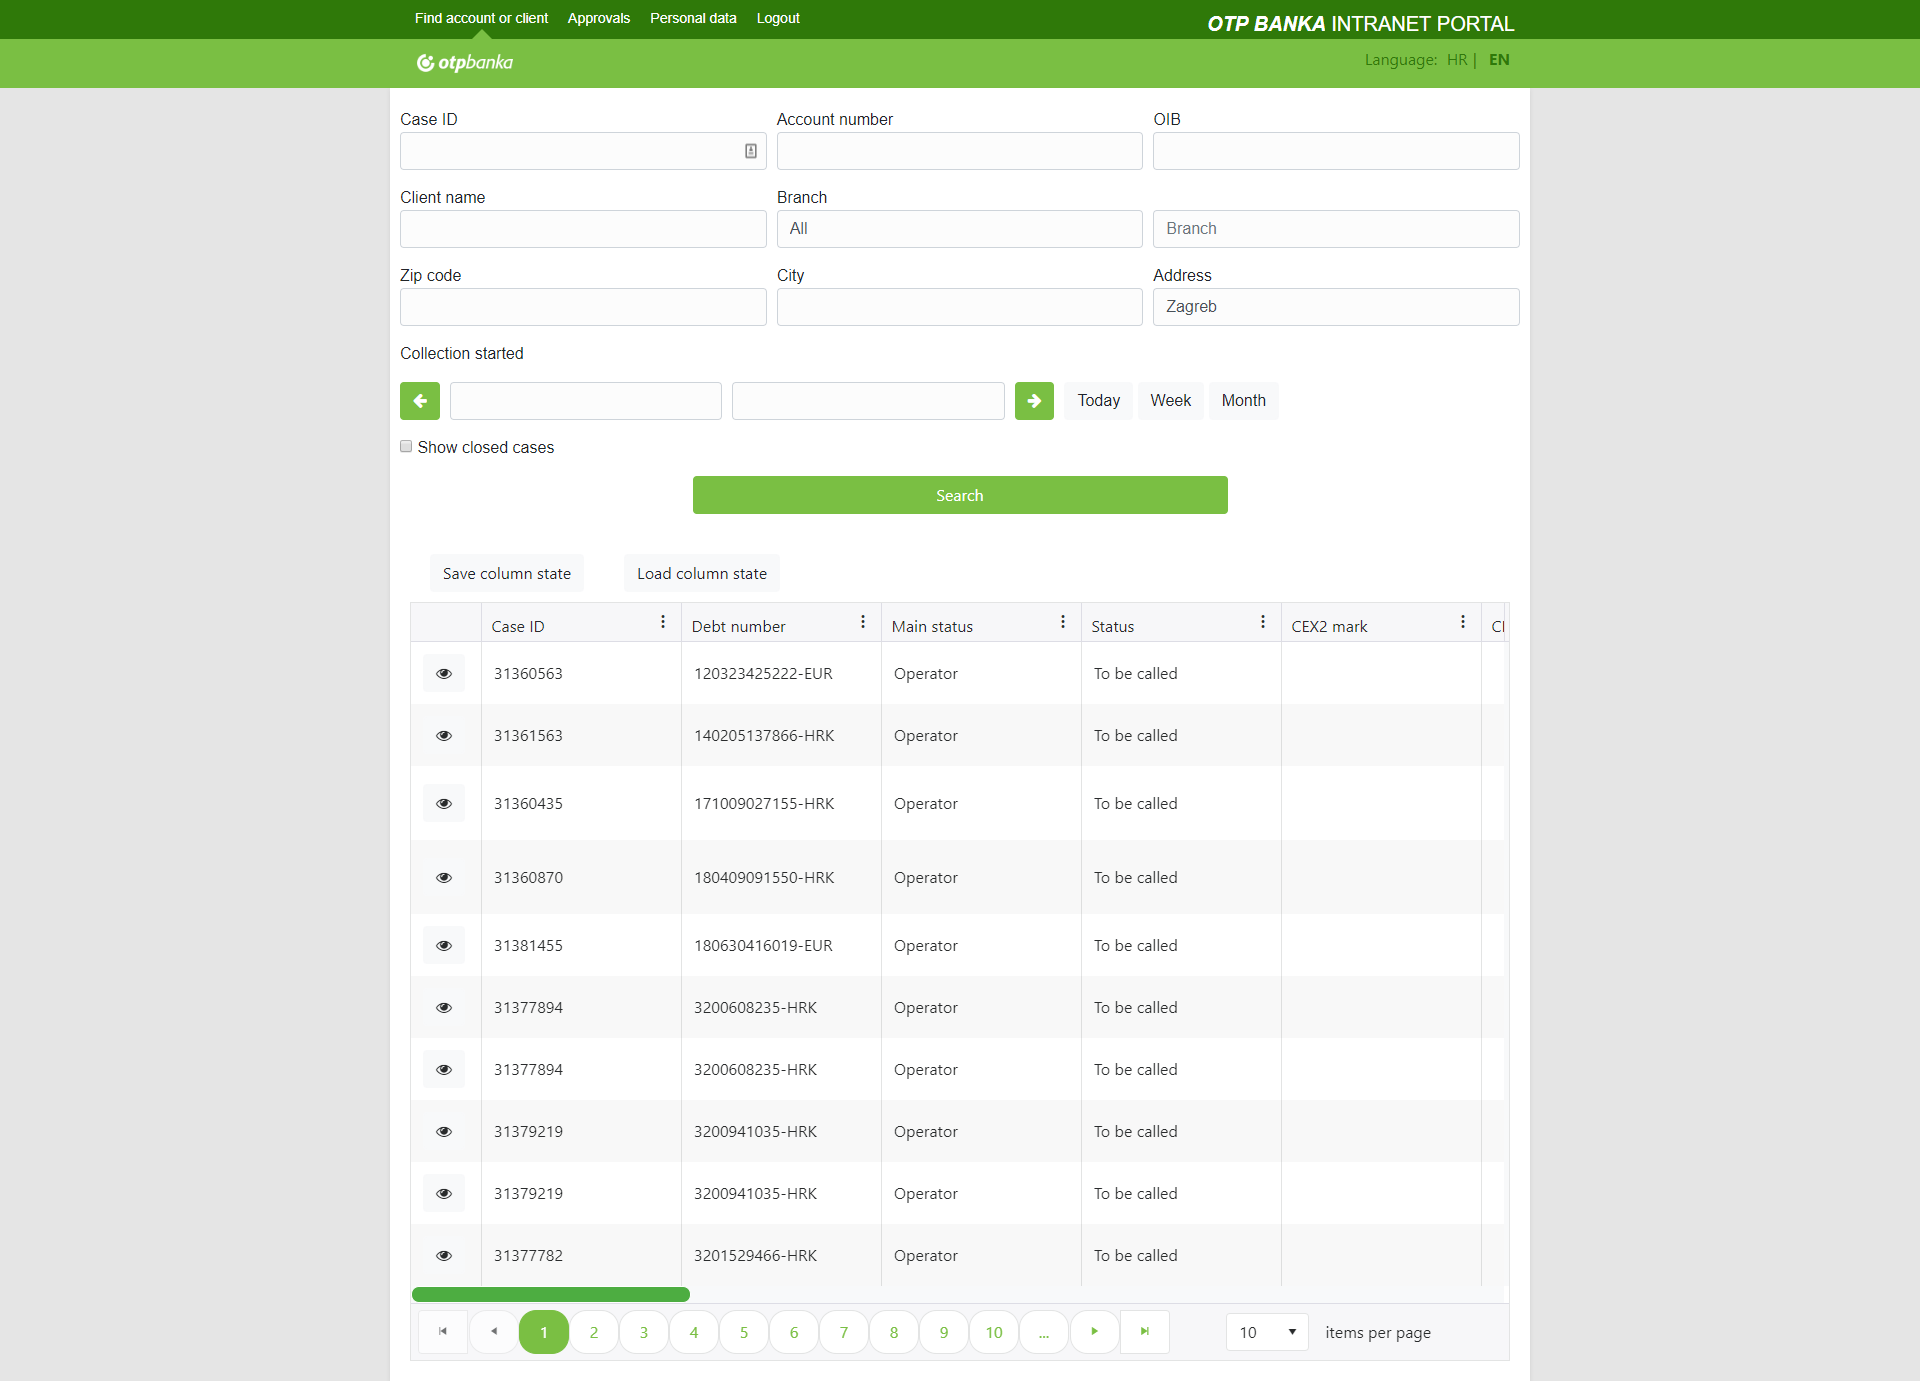 Find account or client Approvals Personal data Logout
OTP BANKA INTRANET PORTAL
otpbanka
Language: HR | EN
Case ID Account number OIB
Client name Branch
All Branch
Zip code City Address
Zagreb
Collection started
Today Week Month
Show closed cases
Search
Save column state Load column state
Case ID Debt number Main status Status CEX2 mark
31360563 120323425222-EUR Operator To be called
31361563 140205137866-HRK Operator To be called
31360435 171009027155-HRK Operator To be called
31360870 180409091550-HRK Operator To be called
31381455 180630416019-EUR Operator To be called
31377894 3200608235-HRK Operator To be called
31377894 3200608235-HRK Operator To be called
31379219 3200941035-HRK Operator To be called
31379219 3200941035-HRK Operator To be called
31377782 3201529466-HRK Operator To be called
1 2 3 4 5 6 7 8 9 10 ... 10 items per page